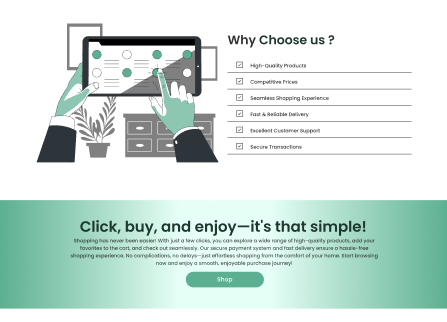 Why Choose us ?
High-Quality Products
Competitive Prices
Seamless Shopping Experience
Fast & Reliable Delivery
Excellent Customer Support
Secure Transactions
Click, buy, and enjoy—it's that simple!
Shopping has never been easier! With just a few clicks, you can explore a wide range of high-quality products, add your
favorites to the cart, and check out seamlessly. Our secure payment system and fast delivery ensure a hassle-free
shopping experience. No complications, no delays—just effortless shopping from the comfort of your home. Start browsing
now and enjoy a smooth, enjoyable purchase journey!
Shop